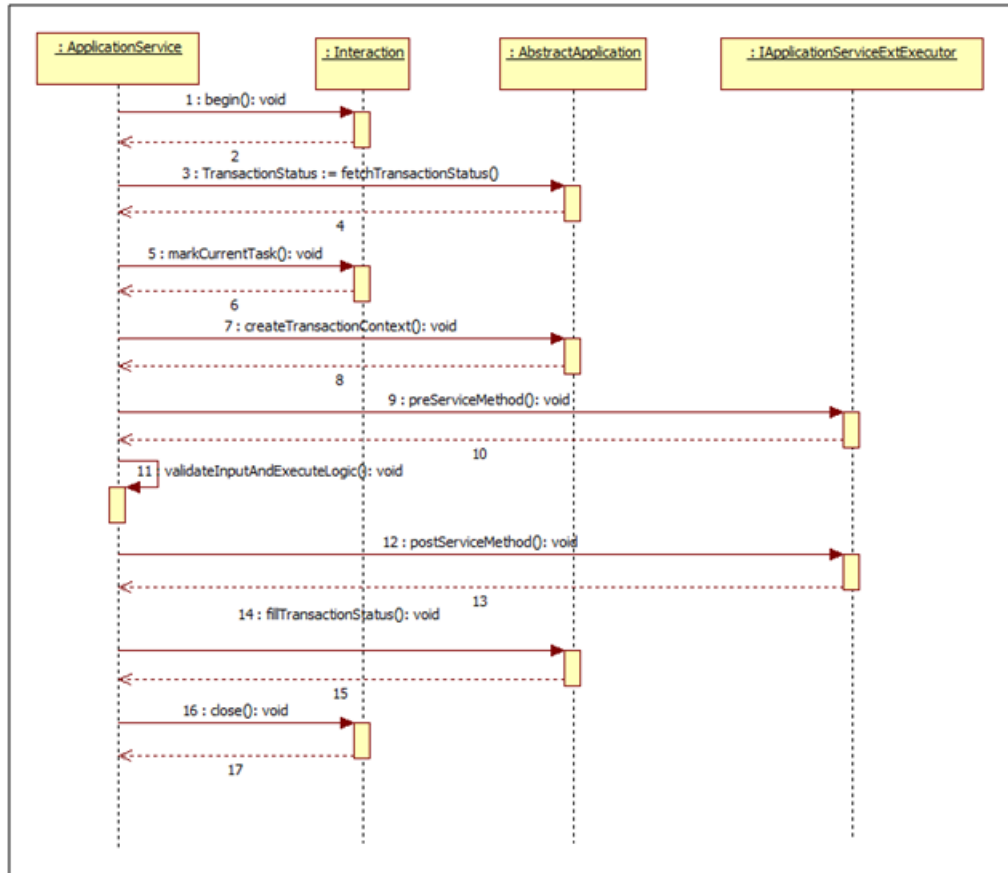 : ApplicationService
: Interaction
: AbstractApplication
: IApplicationServiceExtExecutor
1 : begin(): void
2
3 : TransactionStatus := fetchTransactionStatus()
4
5 : markCurrentTask(): void
6
7 : createTransactionContext(): void
8
9 : preServiceMethod(): void
10
11 : validateInputAndExecuteLogic(): void
12 : postServiceMethod(): void
13
14 : fillTransactionStatus(): void
15
16 : close(): void
17